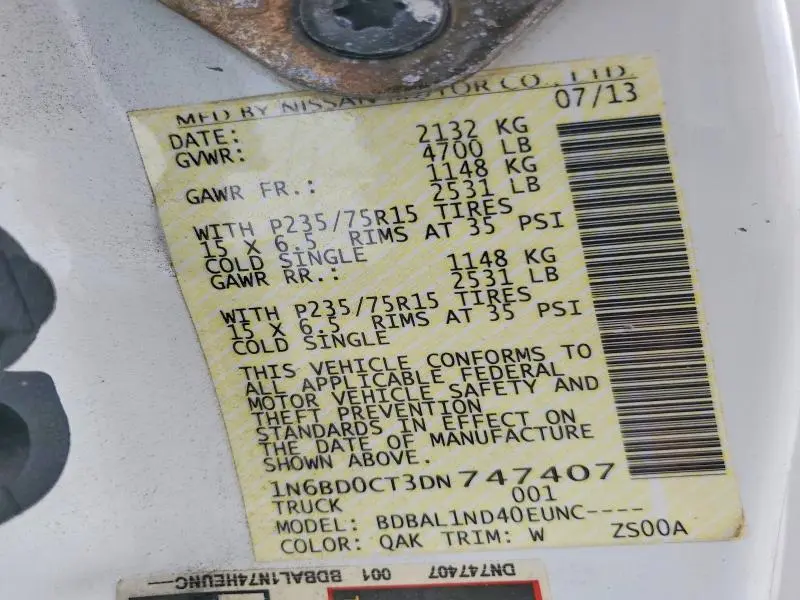 MFD BY NISSAN MOTOR CO., LTD.
DATE: 07/13
GVWR: 2132 KG
4700 LB
GAWR FR.: 1148 KG
2531 LB
WITH P235/75R15 TIRES
15 X 6.5 RIMS AT 35 PSI
COLD SINGLE
GAWR RR.: 1148 KG
2531 LB
WITH P235/75R15 TIRES
15 X 6.5 RIMS AT 35 PSI
COLD SINGLE
THIS VEHICLE CONFORMS TO
ALL APPLICABLE FEDERAL
MOTOR VEHICLE SAFETY AND
THEFT PREVENTION
STANDARDS IN EFFECT ON
THE DATE OF MANUFACTURE
SHOWN ABOVE.
1N6BD0CT3DN747407
TRUCK 001
MODEL: BDBAL1ND40EUNC----
COLOR: QAK TRIM: W ZS00A
DN747407 001 BDBAL1N74HEUNC—